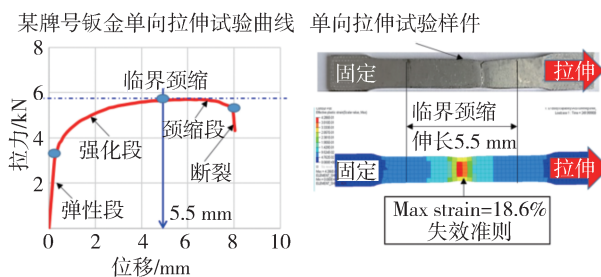 某牌号钣金单向拉伸试验曲线
单向拉伸试验样件
拉力/kN
8
6
4
2
0
2
4
6
8
10
位移/mm
临界颈缩
颈缩段
强化段
断裂
弹性段
5.5 mm
固定
拉伸
临界颈缩
伸长5.5 mm
固定
拉伸
Max strain=18.6%
失效准则